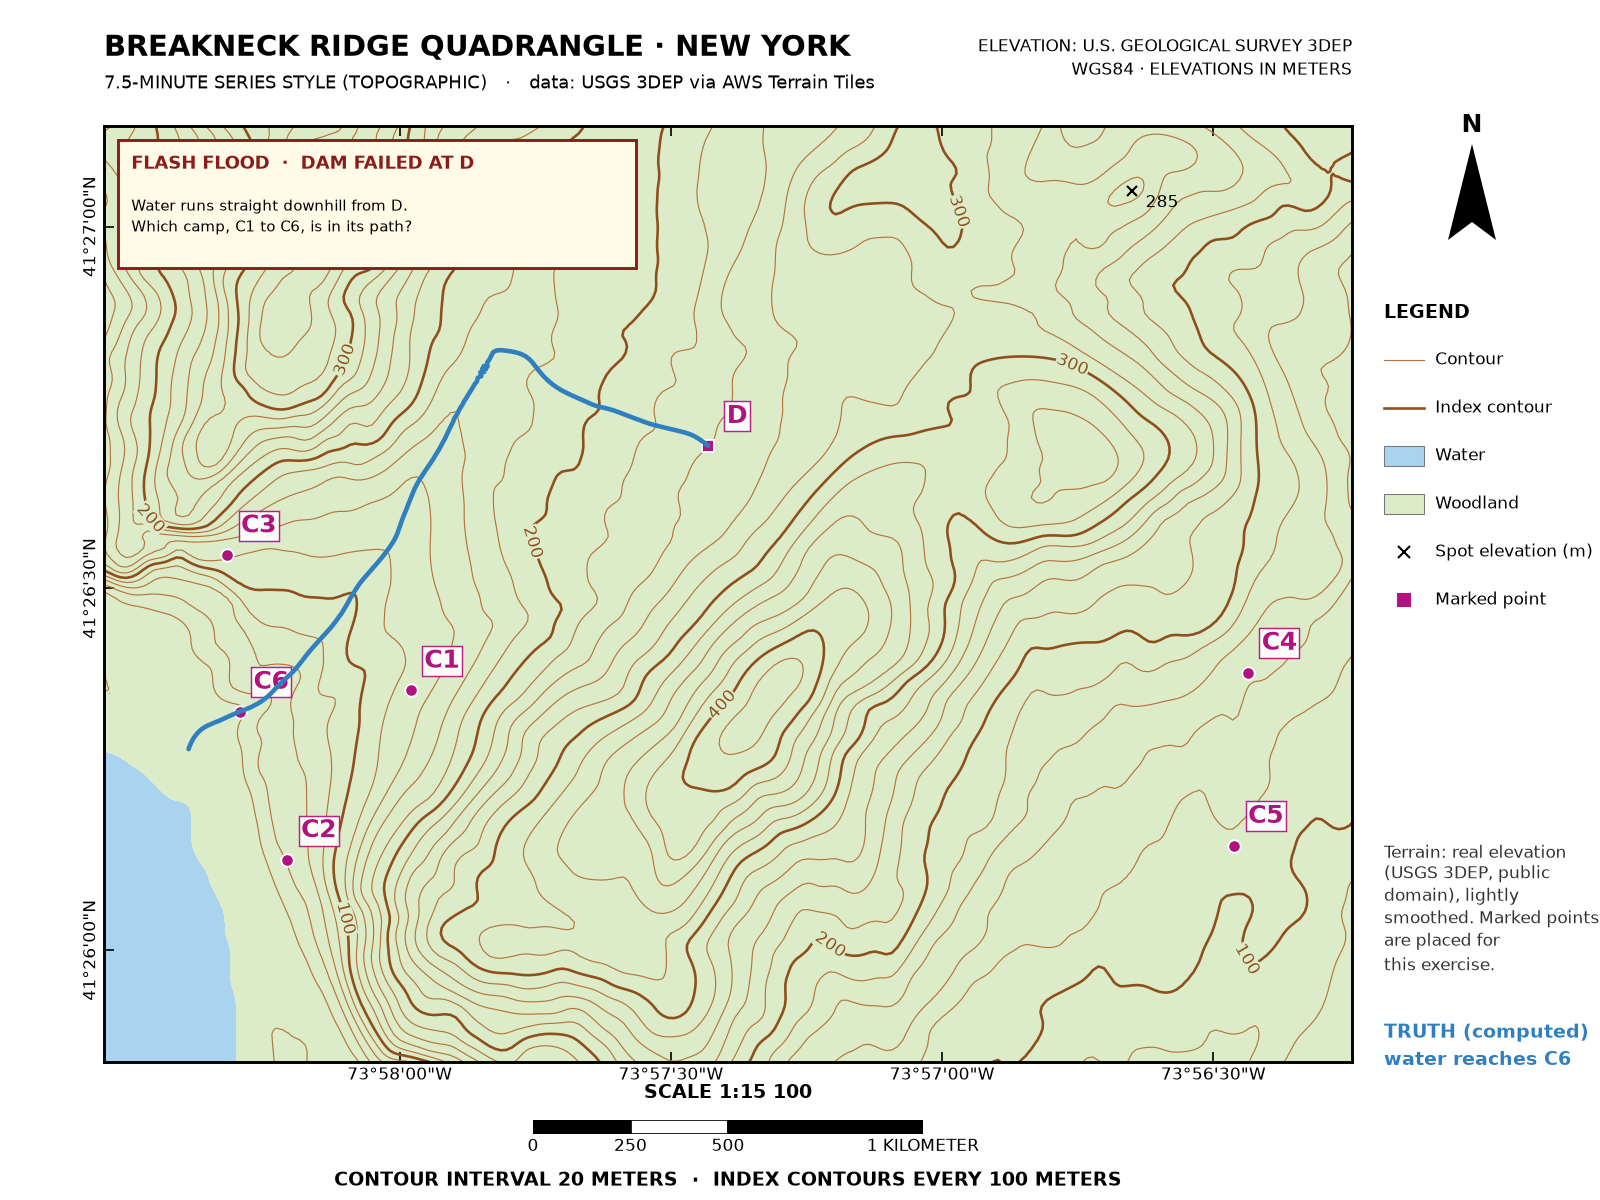 BREAKNECK RIDGE QUADRANGLE · NEW YORK
7.5-MINUTE SERIES STYLE (TOPOGRAPHIC) · data: USGS 3DEP via AWS Terrain Tiles
ELEVATION: U.S. GEOLOGICAL SURVEY 3DEP
WGS84 · ELEVATIONS IN METERS
FLASH FLOOD · DAM FAILED AT D
Water runs straight downhill from D.
Which camp, C1 to C6, is in its path?
N
285
300
300
300
D
200
C3
200
C1
C4
C6
400
C5
C2
100
200
100
41°27'00"N
41°26'30"N
41°26'00"N
73°58'00"W
73°57'30"W
73°57'00"W
73°56'30"W
LEGEND
Contour
Index contour
Water
Woodland
Spot elevation (m)
Marked point
Terrain: real elevation
(USGS 3DEP, public
domain), lightly
smoothed. Marked points
are placed for
this exercise.
TRUTH (computed)
water reaches C6
SCALE 1:15 100
0 250 500 1 KILOMETER
CONTOUR INTERVAL 20 METERS · INDEX CONTOURS EVERY 100 METERS